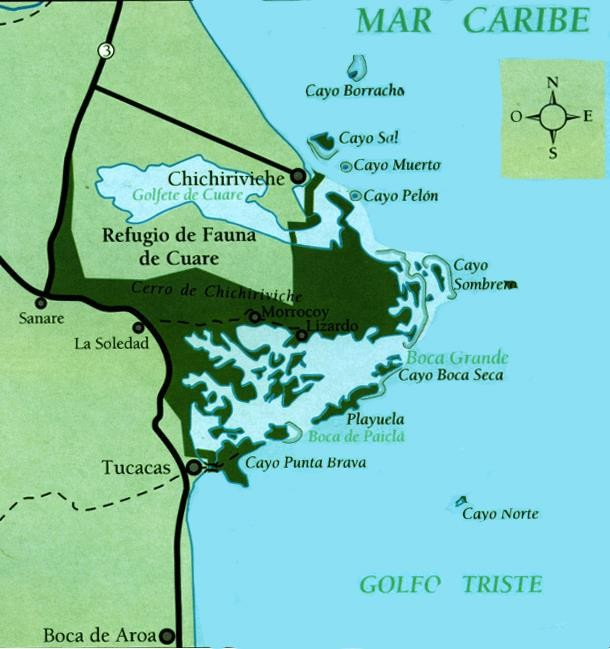 MAR CARIBE
3
Cayo Borracho
N
O E
S
Cayo Sal
Cayo Muerto
Chichiriviche
Golfete de Cuare
Cayo Pelón
Refugio de Fauna
de Cuare
Cayo
Sombrero
Cerro de Chichiriviche
Sanare
Morrocoy
Lizardo
La Soledad
Boca Grande
Cayo Boca Seca
Playuela
Boca de Paiclá
Tucacas
Cayo Punta Brava
Cayo Norte
GOLFO TRISTE
Boca de Aroa